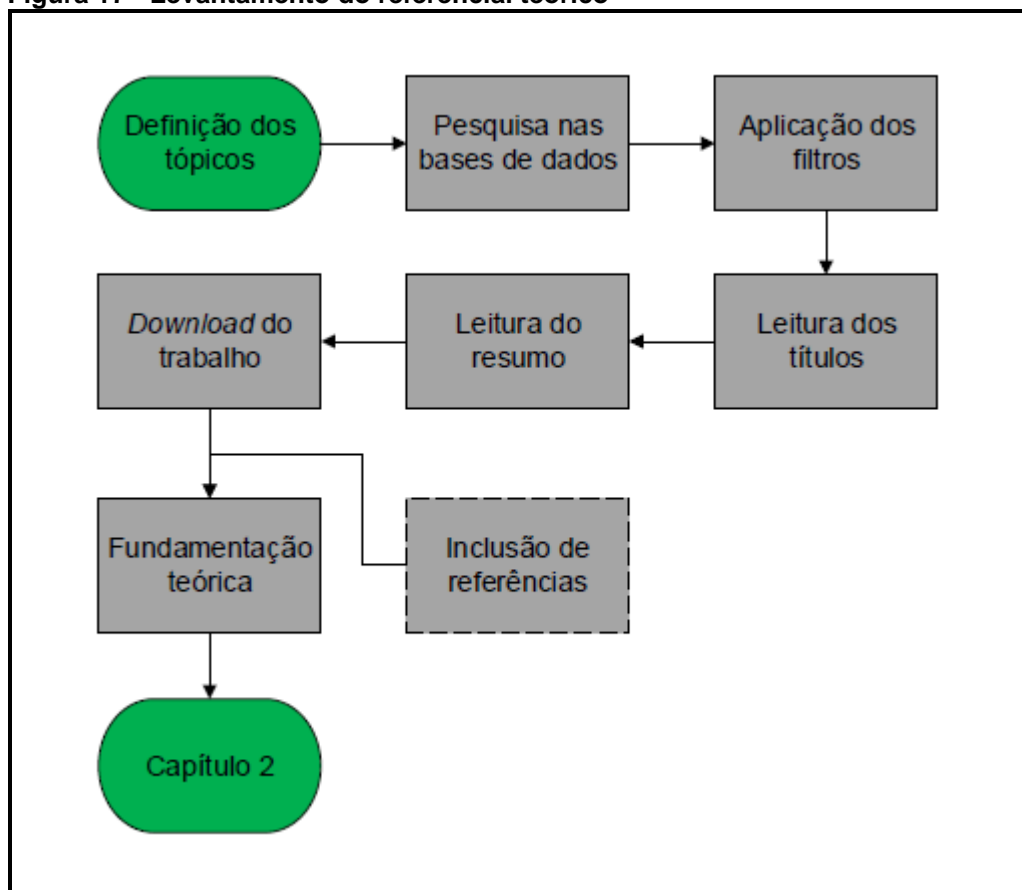 Definição dos
tópicos
Pesquisa nas
bases de dados
Aplicação dos
filtros
Leitura dos
títulos
Leitura do
resumo
Download do
trabalho
Fundamentação
teórica
Inclusão de
referências
Capítulo 2